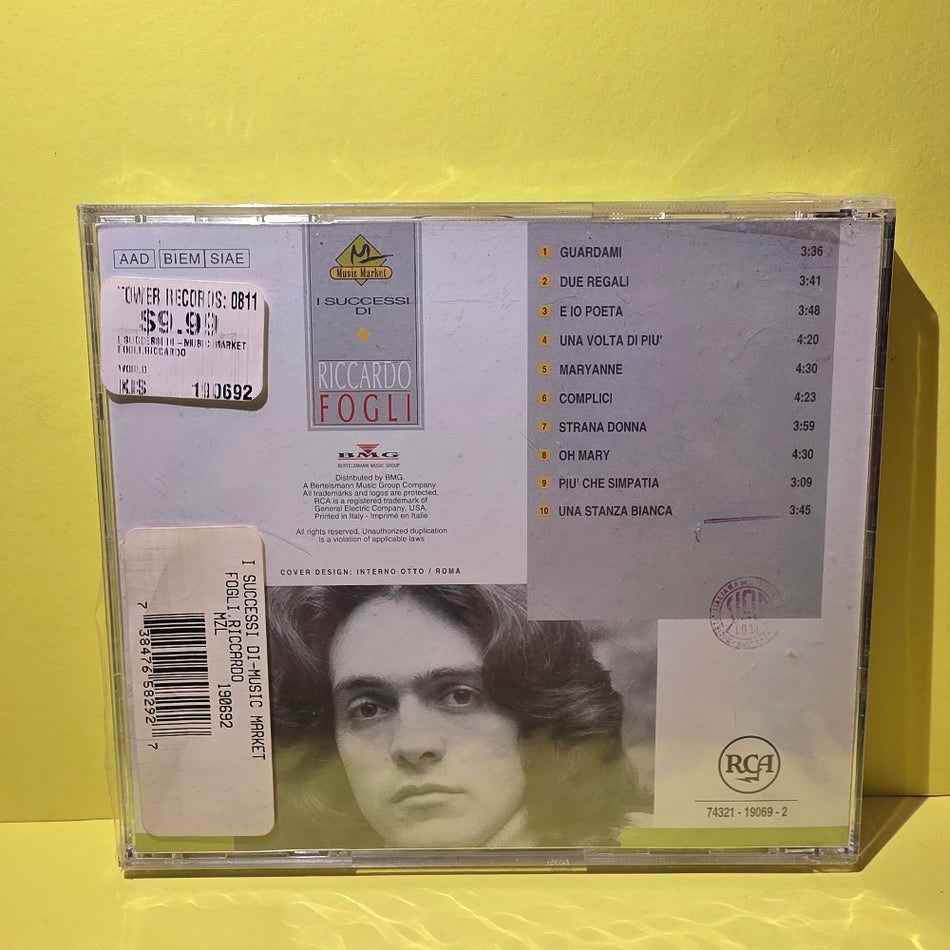 AAD BIEM SIAE
TOWER RECORDS: 0811
$9.99
I SUCCESSI DI - MUSIC MARKET
FOGLI,RICCARDO
WORLD
KIS 190692
Music Market
I SUCCESSI
DI
RICCARDO
FOGLI
BMG
BERTELSMANN MUSIC GROUP
Distributed by BMG.
A Bertelsmann Music Group Company.
All trademarks and logos are protected.
RCA is a registered trademark of
General Electric Company, USA.
Printed in Italy - Imprimé en Italie
All rights reserved. Unauthorized duplication
is a violation of applicable laws
COVER DESIGN: INTERNO OTTO / ROMA
1 GUARDAMI 3:36
2 DUE REGALI 3:41
3 E IO POETA 3:48
4 UNA VOLTA DI PIU' 4:20
5 MARYANNE 4:30
6 COMPLICI 4:23
7 STRANA DONNA 3:59
8 OH MARY 4:30
9 PIU' CHE SIMPATIA 3:09
10 UNA STANZA BIANCA 3:45
I SUCCESSI DI-MUSIC MARKET
FOGLI,RICCARDO
MZL 190692
7 38476 58292 7
RCA
74321 - 19069 - 2